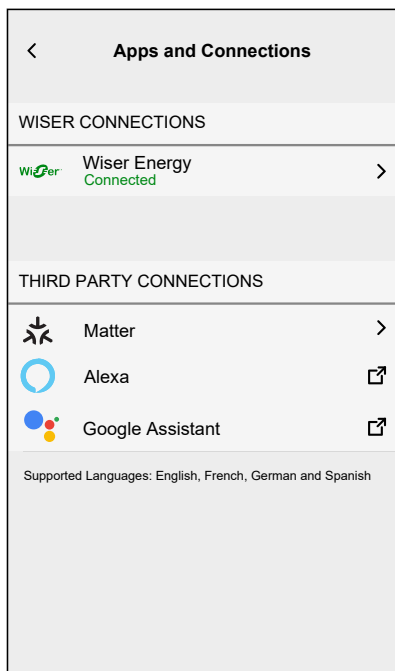 Apps and Connections
WISER CONNECTIONS
Wiser
Wiser Energy
Connected
THIRD PARTY CONNECTIONS
Matter
Alexa
Google Assistant
Supported Languages: English, French, German and Spanish